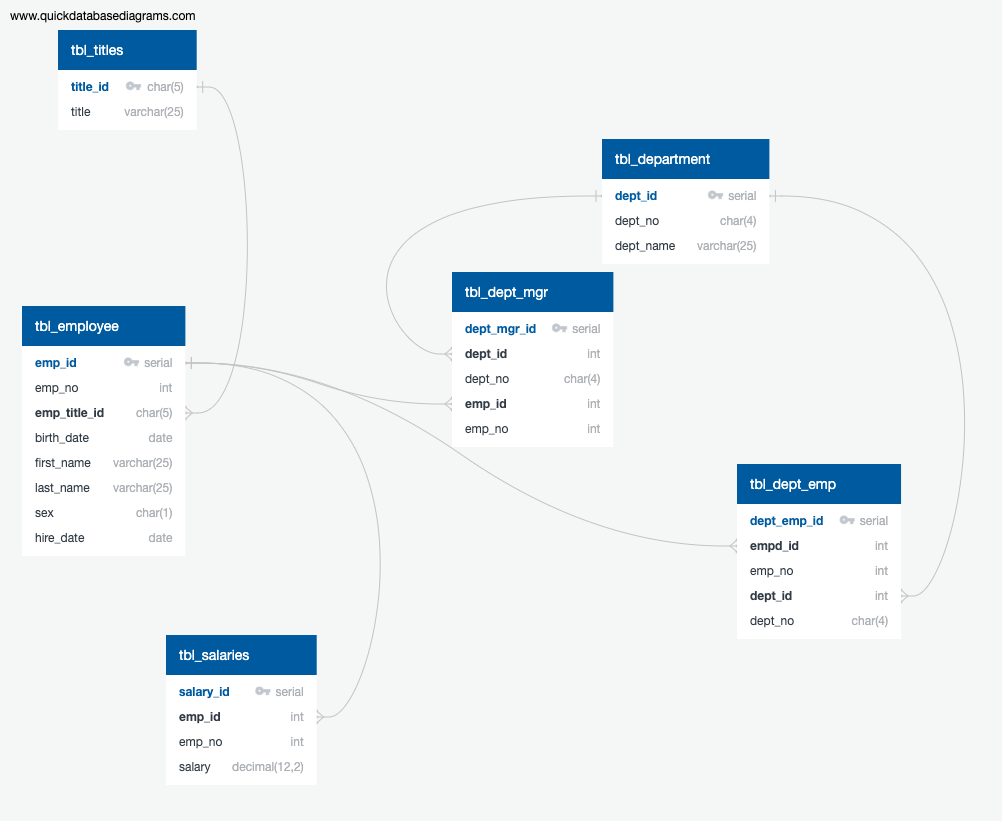 www.quickdatabasediagrams.com
tbl_titles
title_id char(5)
title varchar(25)
tbl_department
dept_id serial
dept_no char(4)
dept_name varchar(25)
tbl_dept_mgr
dept_mgr_id serial
dept_id int
dept_no char(4)
emp_id int
emp_no int
tbl_employee
emp_id serial
emp_no int
emp_title_id char(5)
birth_date date
first_name varchar(25)
last_name varchar(25)
sex char(1)
hire_date date
tbl_dept_emp
dept_emp_id serial
empd_id int
emp_no int
dept_id int
dept_no char(4)
tbl_salaries
salary_id serial
emp_id int
emp_no int
salary decimal(12,2)